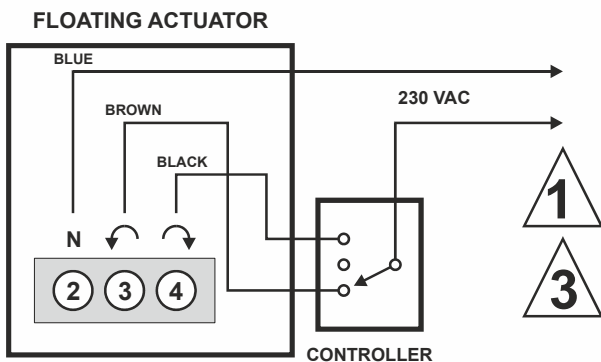 FLOATING ACTUATOR
BLUE
230 VAC
BROWN
BLACK
N
2 3 4
1
3
CONTROLLER